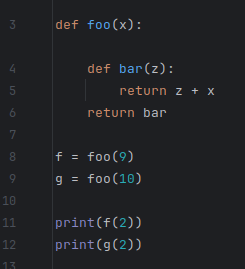 3 def foo(x):
4 def bar(z):
5 return z + x
6 return bar
7
8 f = foo(9)
9 g = foo(10)
10
11 print(f(2))
12 print(g(2))
13